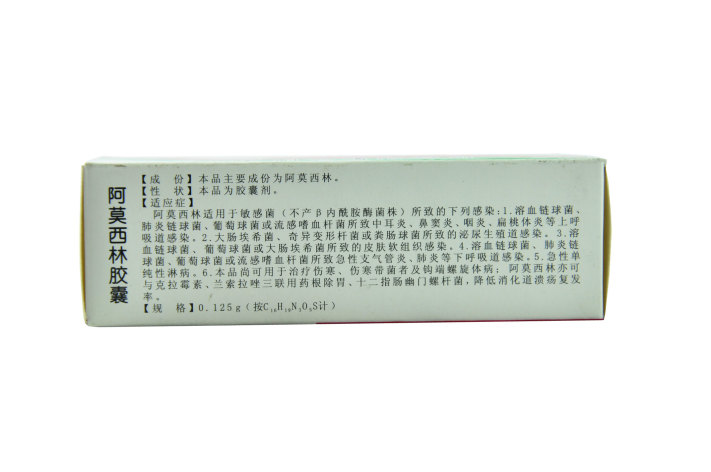 阿莫西林胶囊
【成 份】本品主要成份为阿莫西林。
【性 状】本品为胶囊剂。
【适应症】
阿莫西林适用于敏感菌（不产β内酰胺酶菌株）所致的下列感染:1.溶血链球菌、
肺炎链球菌、葡萄球菌或流感嗜血杆菌所致中耳炎、鼻窦炎、咽炎、扁桃体炎等上呼
吸道感染。2.大肠埃希菌、奇异变形杆菌或粪肠球菌所致的泌尿生殖道感染。3.溶
血链球菌、葡萄球菌或大肠埃希菌所致的皮肤软组织感染。4.溶血链球菌、肺炎链
球菌、葡萄球菌或流感嗜血杆菌所致急性支气管炎、肺炎等下呼吸道感染。5.急性单
纯性淋病。6.本品尚可用于治疗伤寒、伤寒带菌者及钩端螺旋体病；阿莫西林亦可
与克拉霉素、兰索拉唑三联用药根除胃、十二指肠幽门螺杆菌,降低消化道溃疡复发
率。
【规 格】0.125g（按C₁₆H₁₉N₃O₅S计）